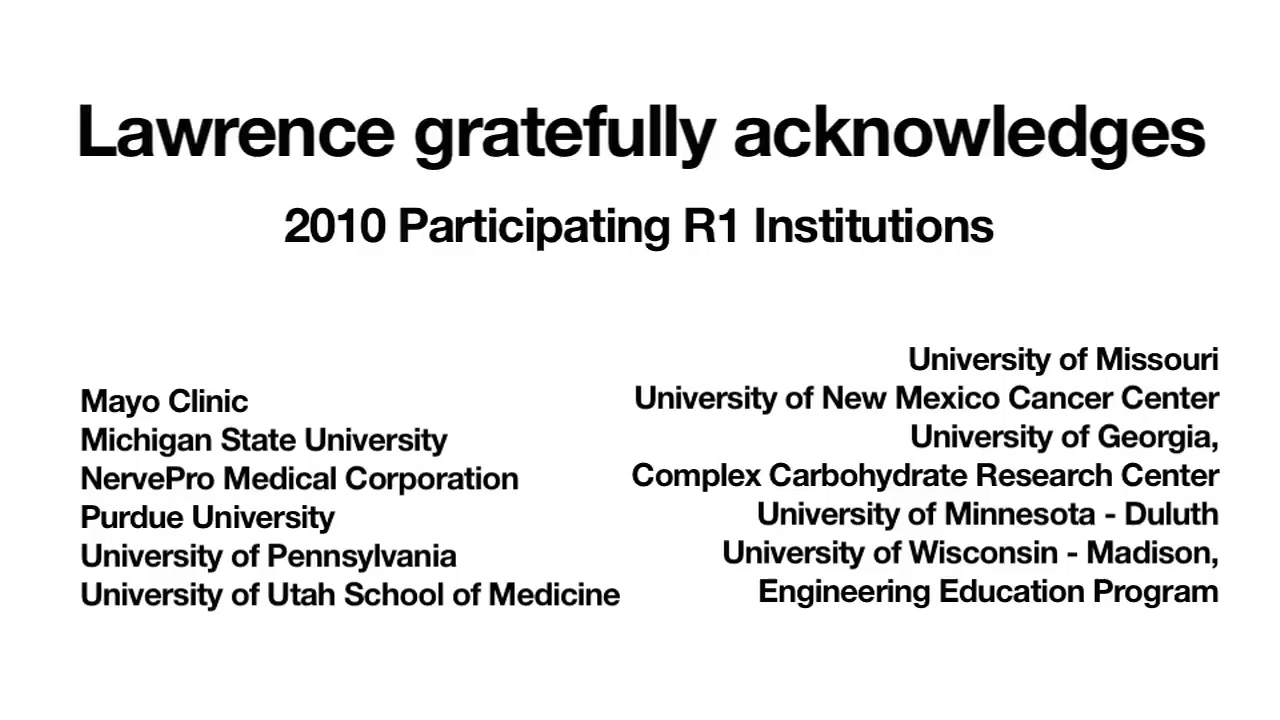 Lawrence gratefully acknowledges
2010 Participating R1 Institutions
Mayo Clinic
Michigan State University
NervePro Medical Corporation
Purdue University
University of Pennsylvania
University of Utah School of Medicine
University of Missouri
University of New Mexico Cancer Center
University of Georgia,
Complex Carbohydrate Research Center
University of Minnesota - Duluth
University of Wisconsin - Madison,
Engineering Education Program